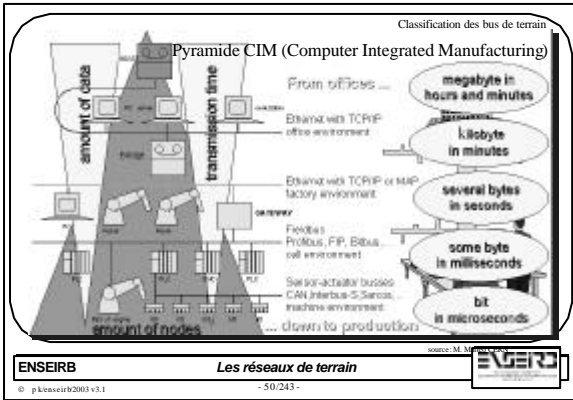 Classification des bus de terrain
Pyramide CIM (Computer Integrated Manufacturing)
amount of data
transmission time
From offices ...
Ethernet with TCP/IP
office environment
Ethernet with TCP/IP or MAP
factory environment
GATEWAY
Fieldbus
Profibus, FIP, Bitbus,
cell environment
Sensor-actuator busses
CAN, Interbus-S, Sercos,
machine environment
... down to production
amount of nodes
megabyte in
hours and minutes
kilobyte
in minutes
several bytes
in seconds
some byte
in milliseconds
bit
in microseconds
source: M.
ENSEIRB
Les réseaux de terrain
ENSEIRB
© pk/enseirb/2003 v3.1
- 50/243 -